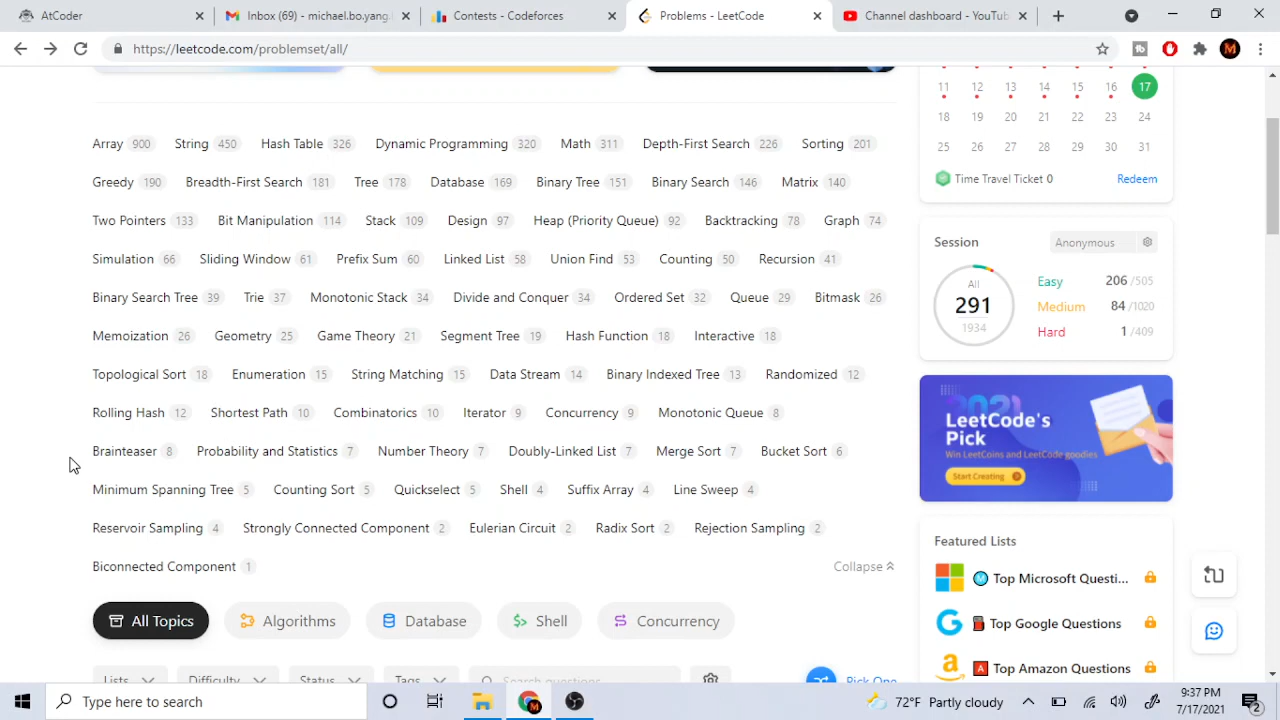 AtCoder
Inbox (69) - michael.bo.yang.
Contests - Codeforces
Problems - LeetCode
Channel dashboard - YouTub
https://leetcode.com/problemset/all/
M
Array 900 String 450 Hash Table 326 Dynamic Programming 320 Math 311 Depth-First Search 226 Sorting 201
Greedy 190 Breadth-First Search 181 Tree 178 Database 169 Binary Tree 151 Binary Search 146 Matrix 140
Two Pointers 133 Bit Manipulation 114 Stack 109 Design 97 Heap (Priority Queue) 92 Backtracking 78 Graph 74
Simulation 66 Sliding Window 61 Prefix Sum 60 Linked List 58 Union Find 53 Counting 50 Recursion 41
Binary Search Tree 39 Trie 37 Monotonic Stack 34 Divide and Conquer 34 Ordered Set 32 Queue 29 Bitmask 26
Memoization 26 Geometry 25 Game Theory 21 Segment Tree 19 Hash Function 18 Interactive 18
Topological Sort 18 Enumeration 15 String Matching 15 Data Stream 14 Binary Indexed Tree 13 Randomized 12
Rolling Hash 12 Shortest Path 10 Combinatorics 10 Iterator 9 Concurrency 9 Monotonic Queue 8
Brainteaser 8 Probability and Statistics 7 Number Theory 7 Doubly-Linked List 7 Merge Sort 7 Bucket Sort 6
Minimum Spanning Tree 5 Counting Sort 5 Quickselect 5 Shell 4 Suffix Array 4 Line Sweep 4
Reservoir Sampling 4 Strongly Connected Component 2 Eulerian Circuit 2 Radix Sort 2 Rejection Sampling 2
Biconnected Component 1 Collapse
All Topics Algorithms Database Shell Concurrency
Lists Difficulty Status Tags Search questions Pick One
11 12 13 14 15 16 17
18 19 20 21 22 23 24
25 26 27 28 29 30 31
Time Travel Ticket 0 Redeem
Session Anonymous
All
291
1934
Easy 206 /505
Medium 84 /1020
Hard 1 /409
2021
LeetCode's
Pick
Win LeetCoins and LeetCode goodies
Start Creating
Featured Lists
Top Microsoft Questi...
Top Google Questions
Top Amazon Questions
Type here to search
72°F Partly cloudy
9:37 PM
7/17/2021
2